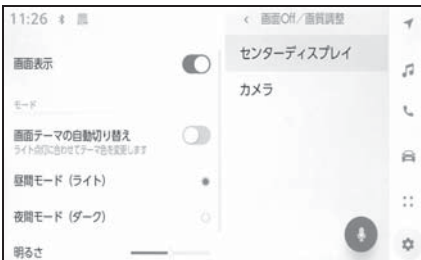 11:26
画面表示
モード
画面テーマの自動切り替え
ライト点灯に合わせてテーマ色を変更します
昼間モード（ライト）
夜間モード（ダーク）
明るさ
画面Off／画質調整
センターディスプレイ
カメラ